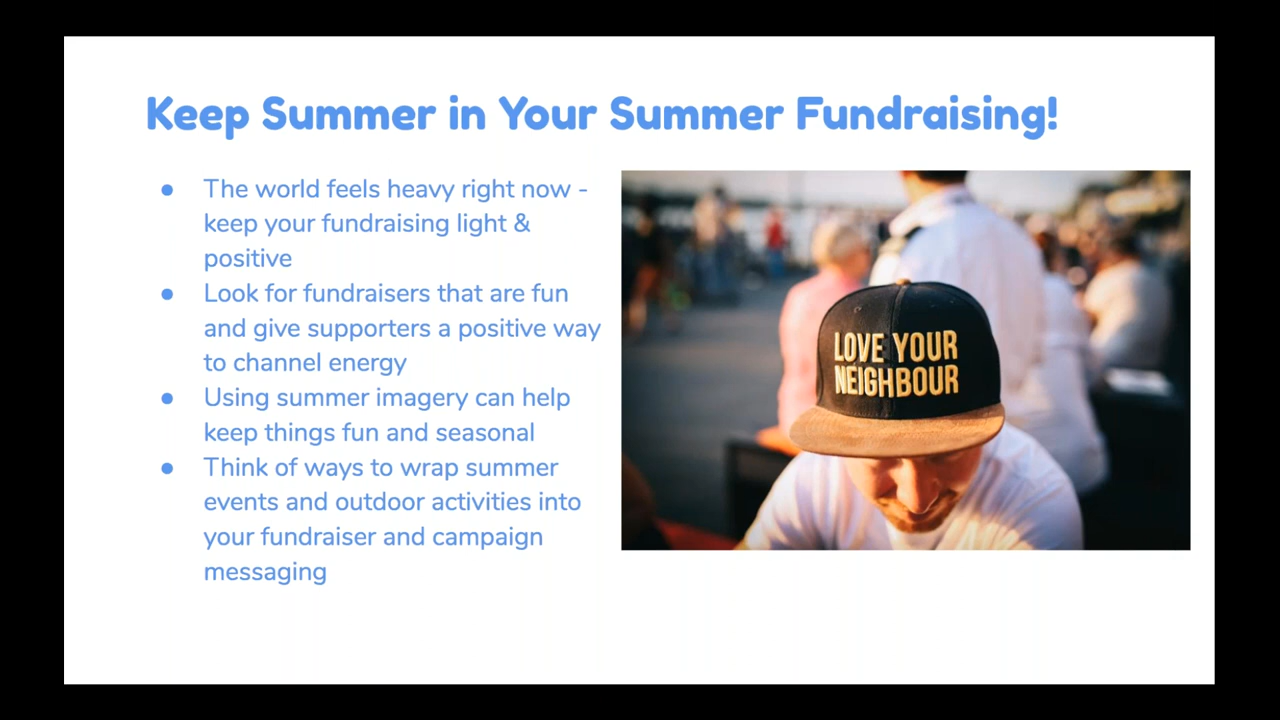 Keep Summer in Your Summer Fundraising!
● The world feels heavy right now -
keep your fundraising light &
positive
● Look for fundraisers that are fun
and give supporters a positive way
to channel energy
● Using summer imagery can help
keep things fun and seasonal
● Think of ways to wrap summer
events and outdoor activities into
your fundraiser and campaign
messaging
LOVE YOUR
NEIGHBOUR